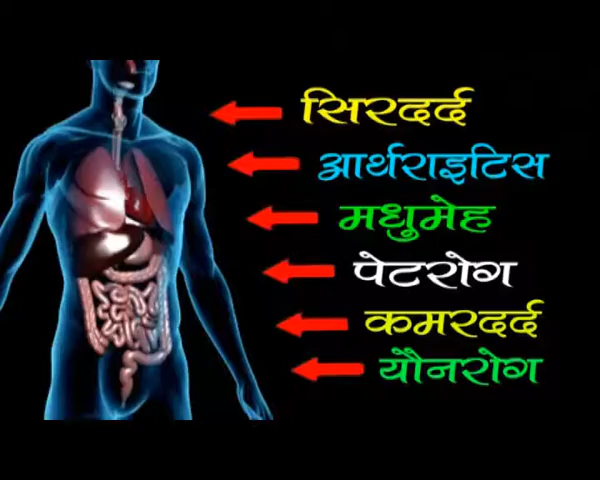 सिरदर्द
आर्थराइटिस
मधुमेह
पेटरोग
कमरदर्द
यौनरोग